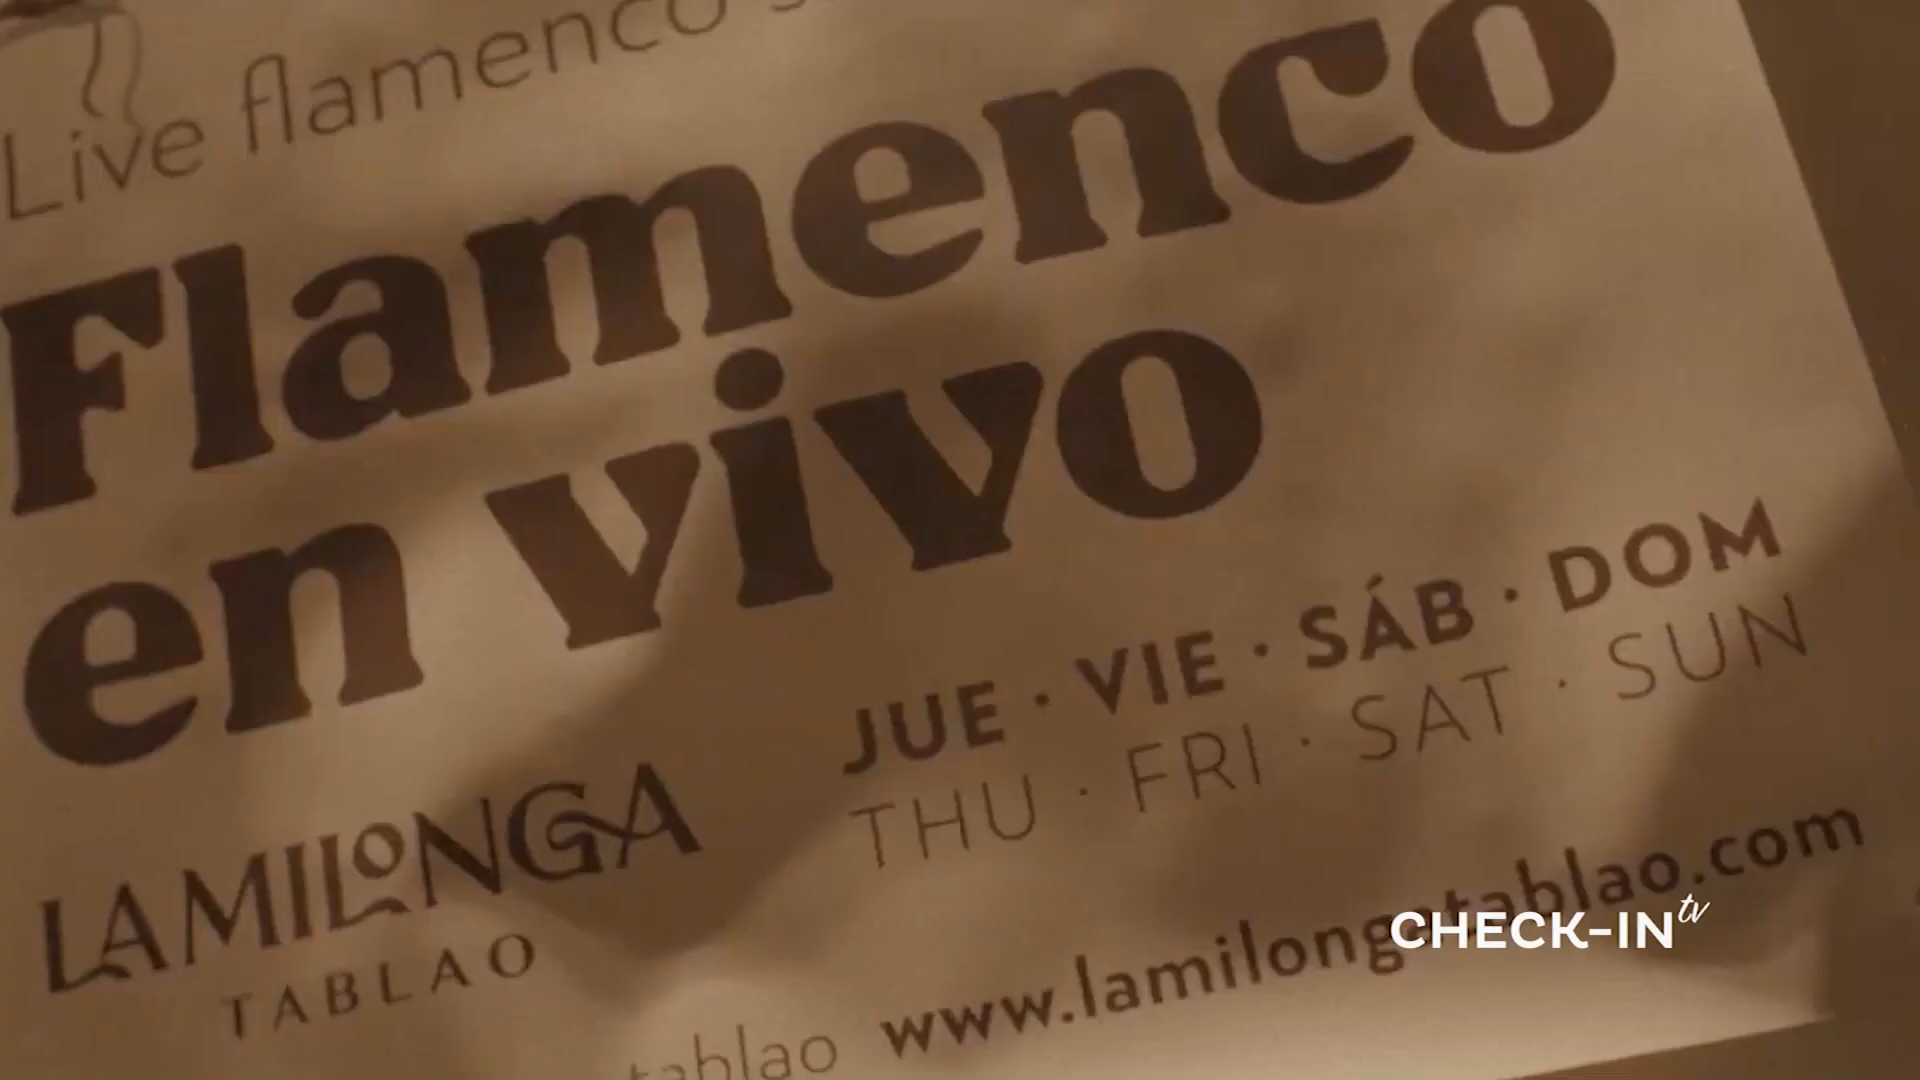 Live flamenco
Flamenco
en vivo
JUE · VIE · SÁB · DOM
THU · FRI · SAT · SUN
LA MILONGA
TABLAO
tablao www.lamilongatablao.com
CHECK-IN tv